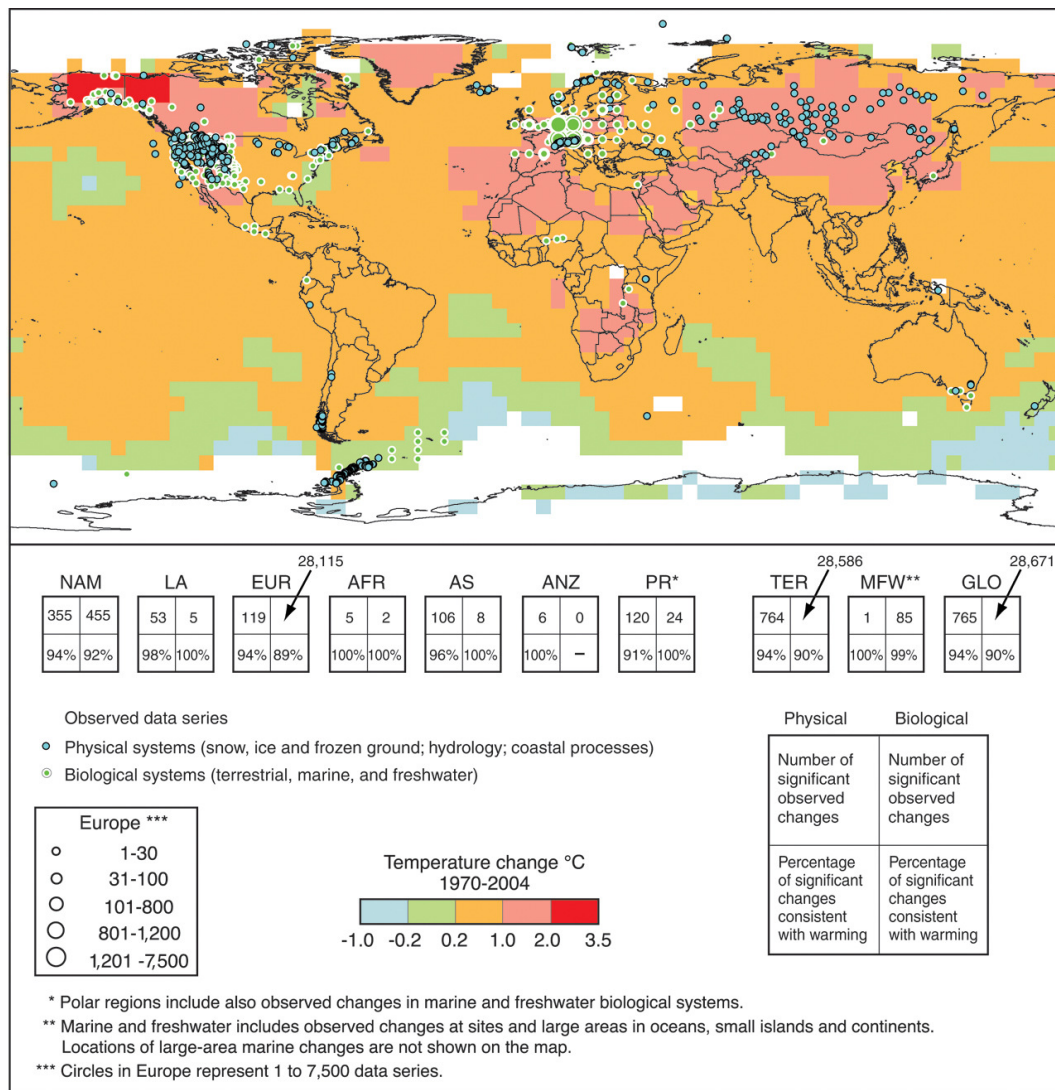 28,115 28,586 28,671
NAM LA EUR AFR AS ANZ PR* TER MFW** GLO
355 455 53 5 119 5 2 106 8 6 0 120 24 764 1 85 765
94% 92% 98% 100% 94% 89% 100% 100% 96% 100% 100% – 91% 100% 94% 90% 100% 99% 94% 90%
Observed data series
Physical systems (snow, ice and frozen ground; hydrology; coastal processes)
Biological systems (terrestrial, marine, and freshwater)
Europe ***
1-30
31-100
101-800
801-1,200
1,201 -7,500
Temperature change °C
1970-2004
-1.0 -0.2 0.2 1.0 2.0 3.5
Physical Biological
Number of Number of
significant significant
observed observed
changes changes
Percentage Percentage
of significant of significant
changes changes
consistent consistent
with warming with warming
* Polar regions include also observed changes in marine and freshwater biological systems.
** Marine and freshwater includes observed changes at sites and large areas in oceans, small islands and continents.
Locations of large-area marine changes are not shown on the map.
*** Circles in Europe represent 1 to 7,500 data series.